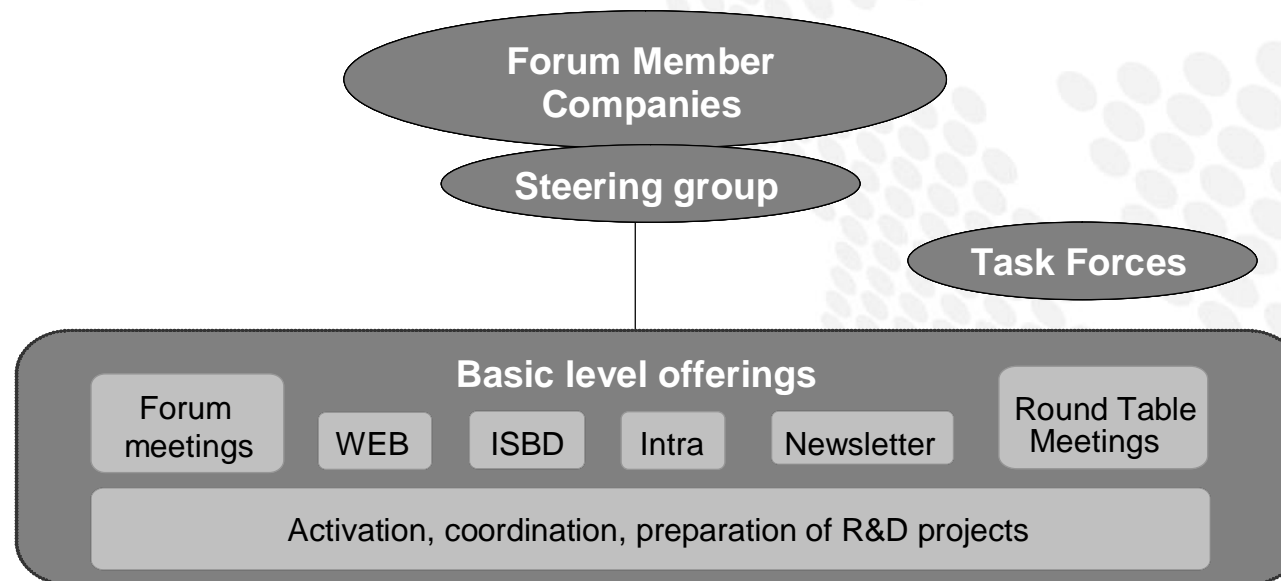 Forum Member
Companies
Steering group
Task Forces
Basic level offerings
Forum
meetings
WEB
ISBD
Intra
Newsletter
Round Table
Meetings
Activation, coordination, preparation of R&D projects